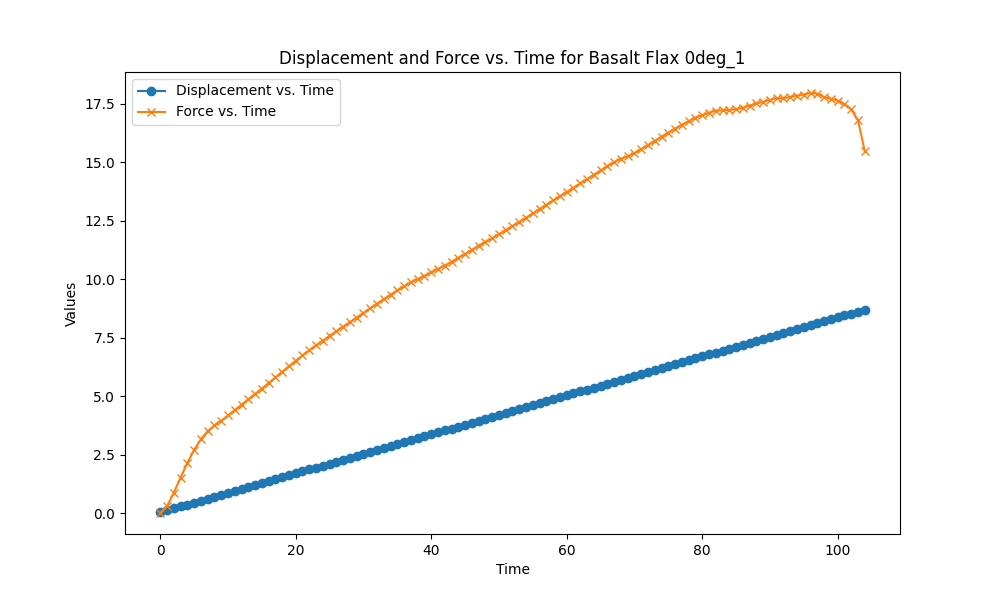 Displacement and Force vs. Time for Basalt Flax 0deg_1
Displacement vs. Time
Force vs. Time
17.5
15.0
12.5
10.0
7.5
5.0
2.5
0.0
Values
0 20 40 60 80 100
Time